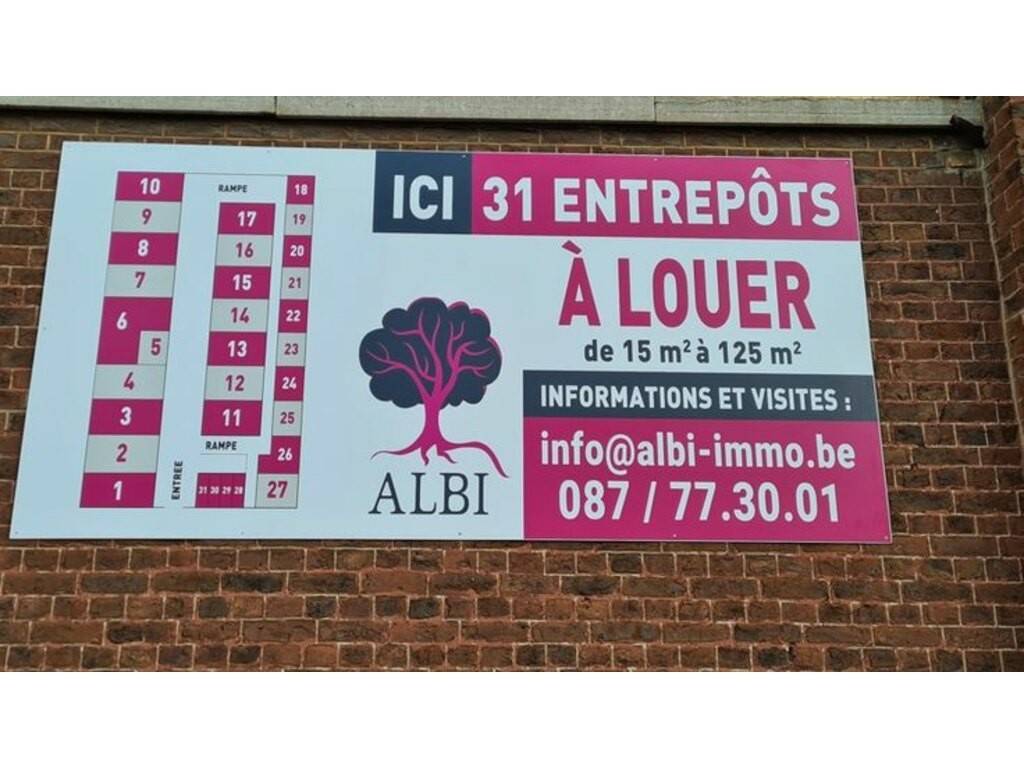 ICI 31 ENTREPÔTS
À LOUER
de 15 m² à 125 m²
INFORMATIONS ET VISITES :
info@albi-immo.be
087 / 77.30.01
ALBI
10
9
8
7
6
5
4
3
2
1
ENTREE
RAMPE
17
16
15
14
13
12
11
RAMPE
31 30 29 28
18
19
20
21
22
23
24
25
26
27